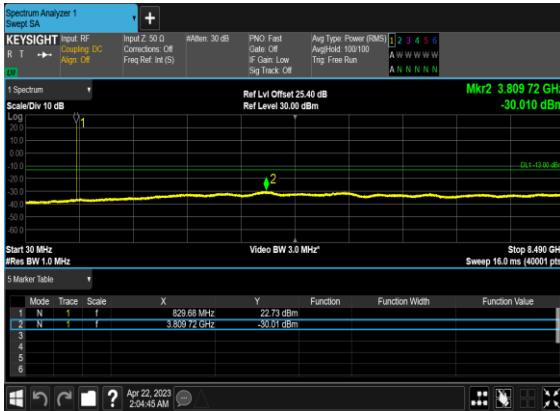 Spectrum Analyzer 1
Swept SA
+
KEYSIGHT Input: RF Input Z: 50 Ω #Atten: 30 dB PNO: Fast Avg Type: Power (RMS) 1 2 3 4 5 6
R T Coupling: DC Corrections: Off Gate: Off Avg|Hold: 100/100 A W W W W W
Align: Off Freq Ref: Int (S) IF Gain: Low Trig: Free Run
Sig Track: Off A N N N N N
1 Spectrum Ref Lvl Offset 25.40 dB Mkr2 3.809 72 GHz
Scale/Div 10 dB Ref Level 30.00 dBm -30.010 dBm
Log
1
20.0
10.0
0.00
-10.0
DL1 -13.00 dBm
-20.0
2
-30.0
-40.0
-50.0
-60.0
Start 30 MHz Video BW 3.0 MHz* Stop 8.490 GHz
#Res BW 1.0 MHz Sweep 16.0 ms (40001 pts)
5 Marker Table
Mode Trace Scale X Y Function Function Width Function Value
1 N 1 f 829.68 MHz 22.73 dBm
2 N 1 f 3.809 72 GHz -30.01 dBm
3
4
5
6
? Apr 22, 2023
2:04:45 AM